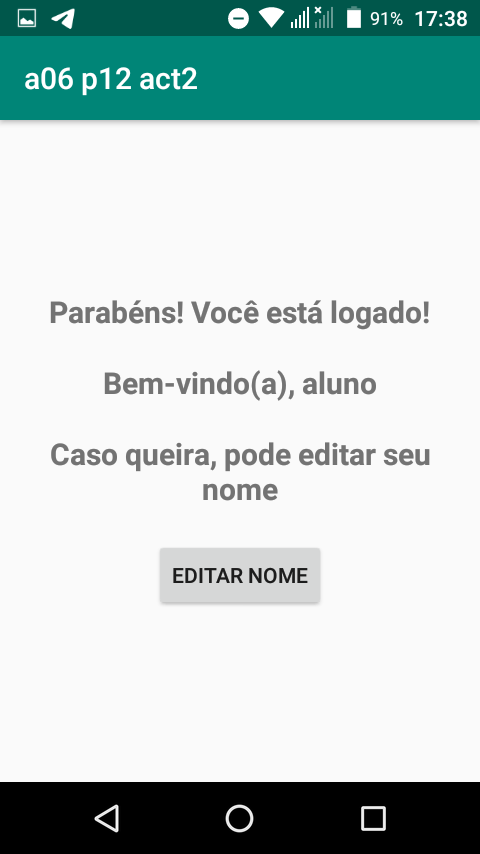 91% 17:38
a06 p12 act2
Parabéns! Você está logado!
Bem-vindo(a), aluno
Caso queira, pode editar seu
nome
EDITAR NOME